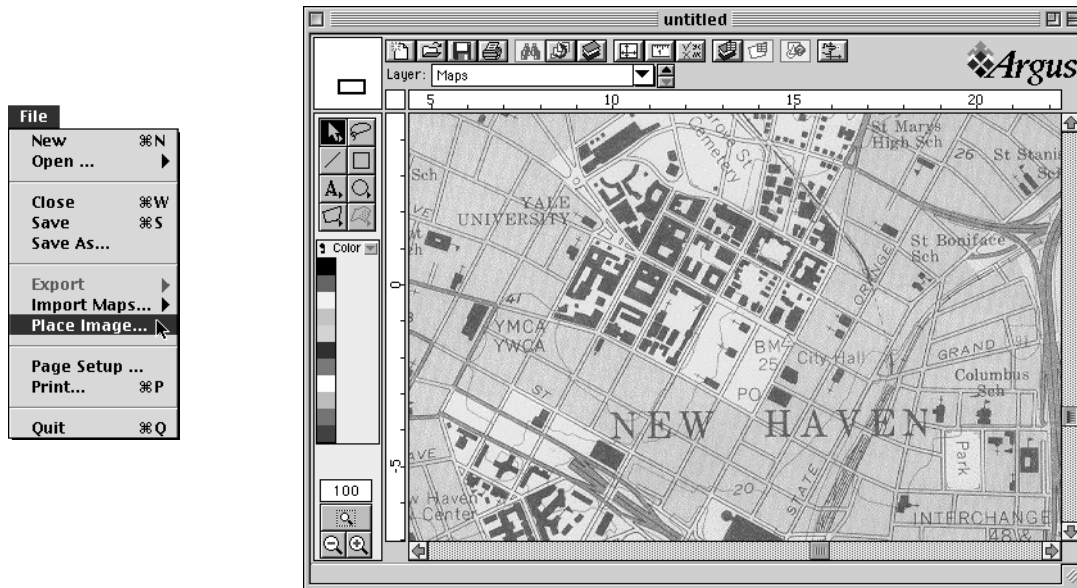 File
New ⌘N
Open ...
Close ⌘W
Save ⌘S
Save As...
Export
Import Maps...
Place Image...
Page Setup ...
Print... ⌘P
Quit ⌘Q
untitled
Argus
Layer: Maps
5 10 15 20
0
-5
Color
100
Grove St
Cemetery
St Marys
High Sch
26
St Stanis
Sch
Sch
YALE
UNIVERSITY
AVE
St Boniface
Sch
ORANGE
41
YMCA
YWCA
BM
25
City Hall
GRAND
Columbus
Sch
PO
ST
NEW HAVEN
Park
AVE
20
STATE
w Haven
Center
INTERCHANGE
48 &